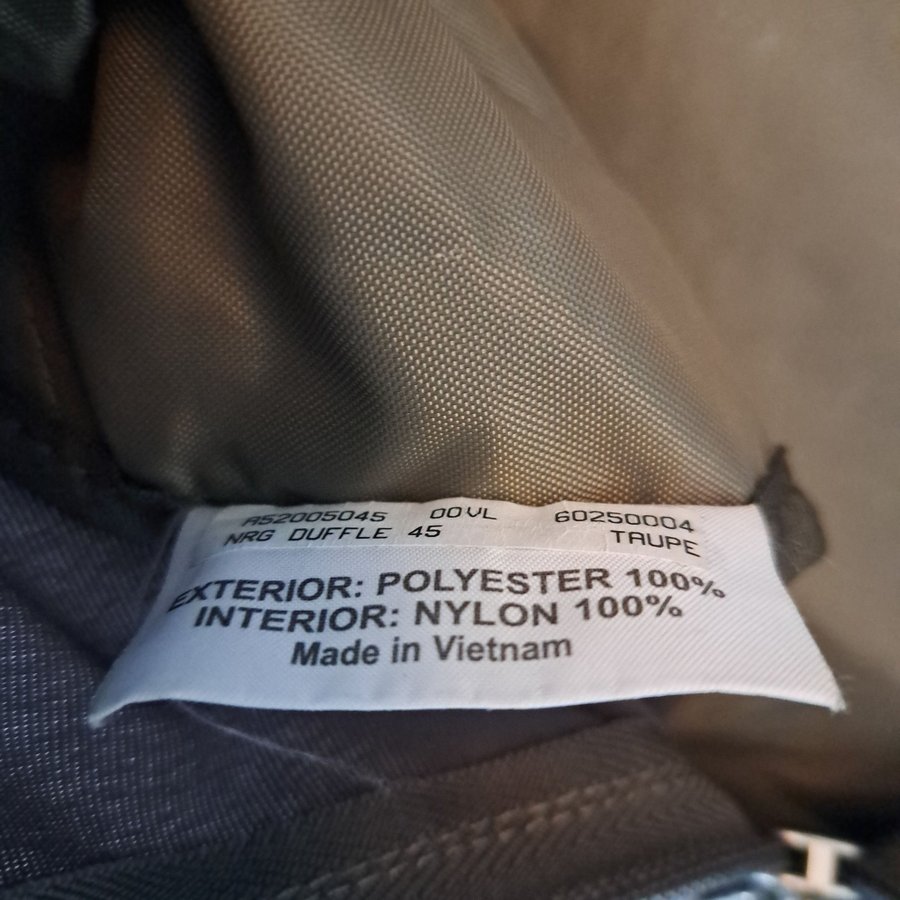 A52005045 00VL 60250004
NRG DUFFLE 45 TAUPE
EXTERIOR: POLYESTER 100%
INTERIOR: NYLON 100%
Made in Vietnam